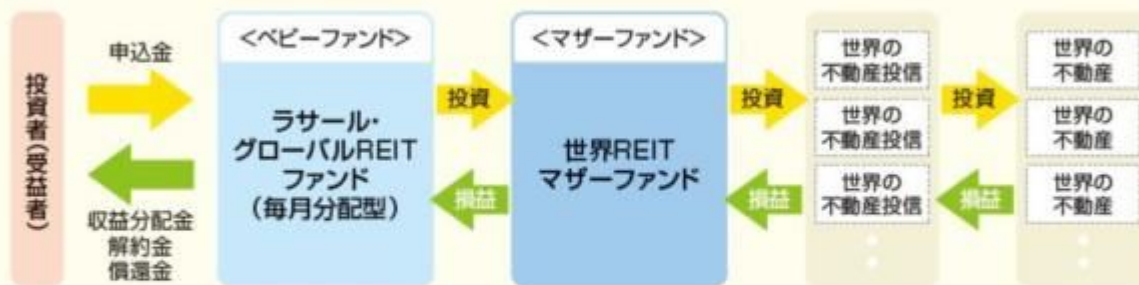 投資者(受益者)
申込金
収益分配金
解約金
償還金
<ベビーファンド>
ラサール・
グローバルREIT
ファンド
(毎月分配型)
投資
損益
<マザーファンド>
世界REIT
マザーファンド
投資
損益
世界の
不動産投信
世界の
不動産投信
世界の
不動産投信
投資
損益
世界の
不動産
世界の
不動産
世界の
不動産